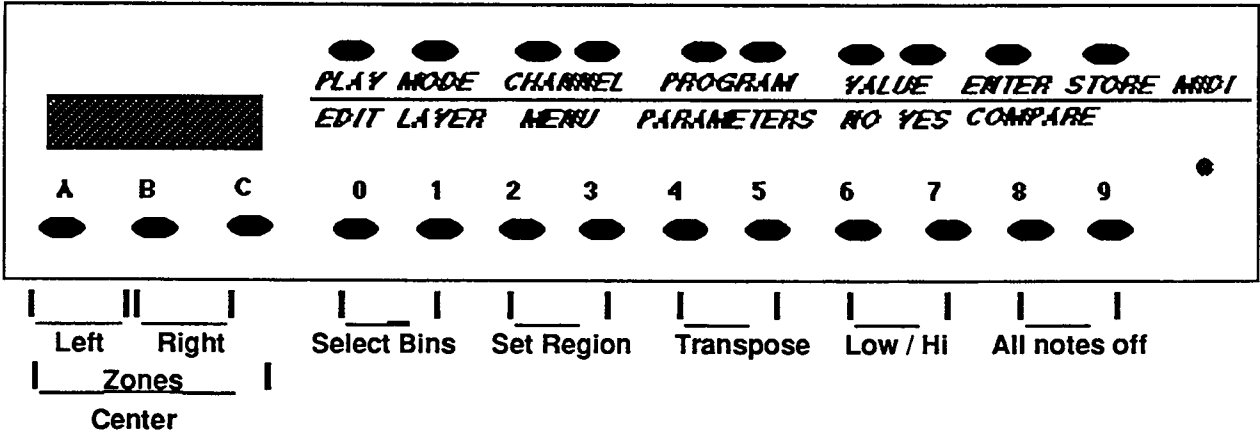 PLAY MODE CHANNEL PROGRAM VALUE ENTER STORE MIDI
EDIT LAYER MENU PARAMETERS NO YES COMPARE
A B C 0 1 2 3 4 5 6 7 8 9
Left Right Select Bins Set Region Transpose Low / Hi All notes off
Zones
Center